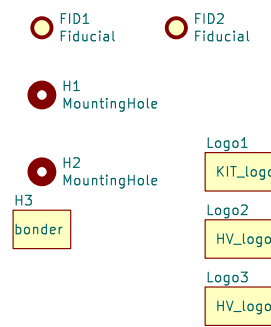 FID1
Fiducial
FID2
Fiducial
H1
MountingHole
H2
MountingHole
H3
bonder
Logo1
KIT_logo
Logo2
HV_logo
Logo3
HV_logo